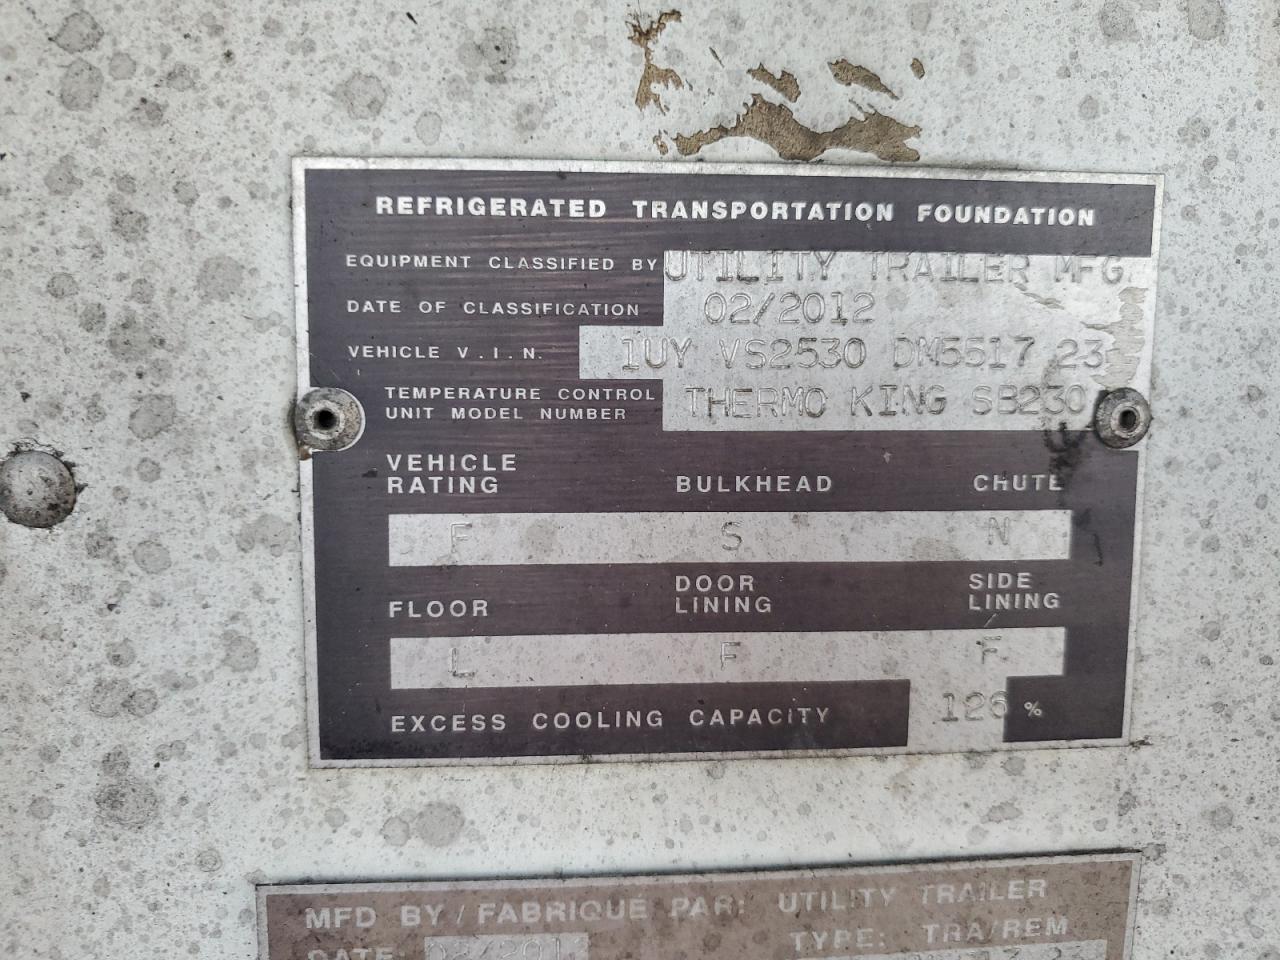 REFRIGERATED TRANSPORTATION FOUNDATION
EQUIPMENT CLASSIFIED BY UTILITY TRAILER MFG
DATE OF CLASSIFICATION 02/2012
VEHICLE V.I.N. 1UY VS2530 DM5517 23
TEMPERATURE CONTROL
UNIT MODEL NUMBER THERMO KING SB230
VEHICLE
RATING BULKHEAD CHUTE
F S N
FLOOR DOOR LINING SIDE LINING
L F F
EXCESS COOLING CAPACITY 126 %
MFD BY / FABRIQUÉ PAR: UTILITY TRAILER
DATE: TYPE: TRA/REM